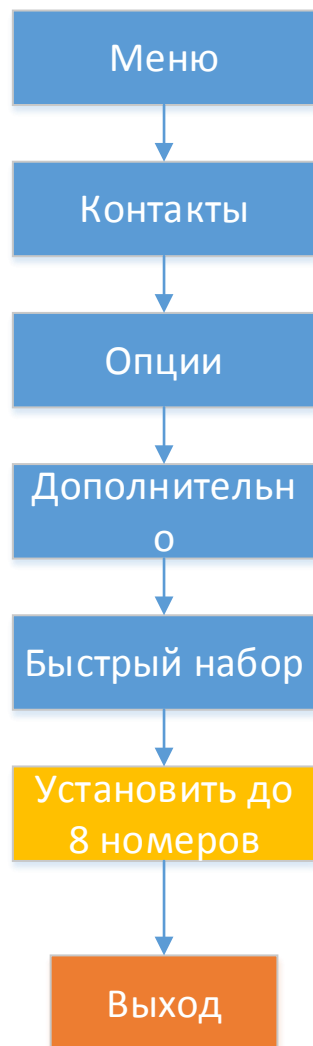 Меню
Контакты
Опции
Дополнительн
о
Быстрый набор
Установить до
8 номеров
Выход